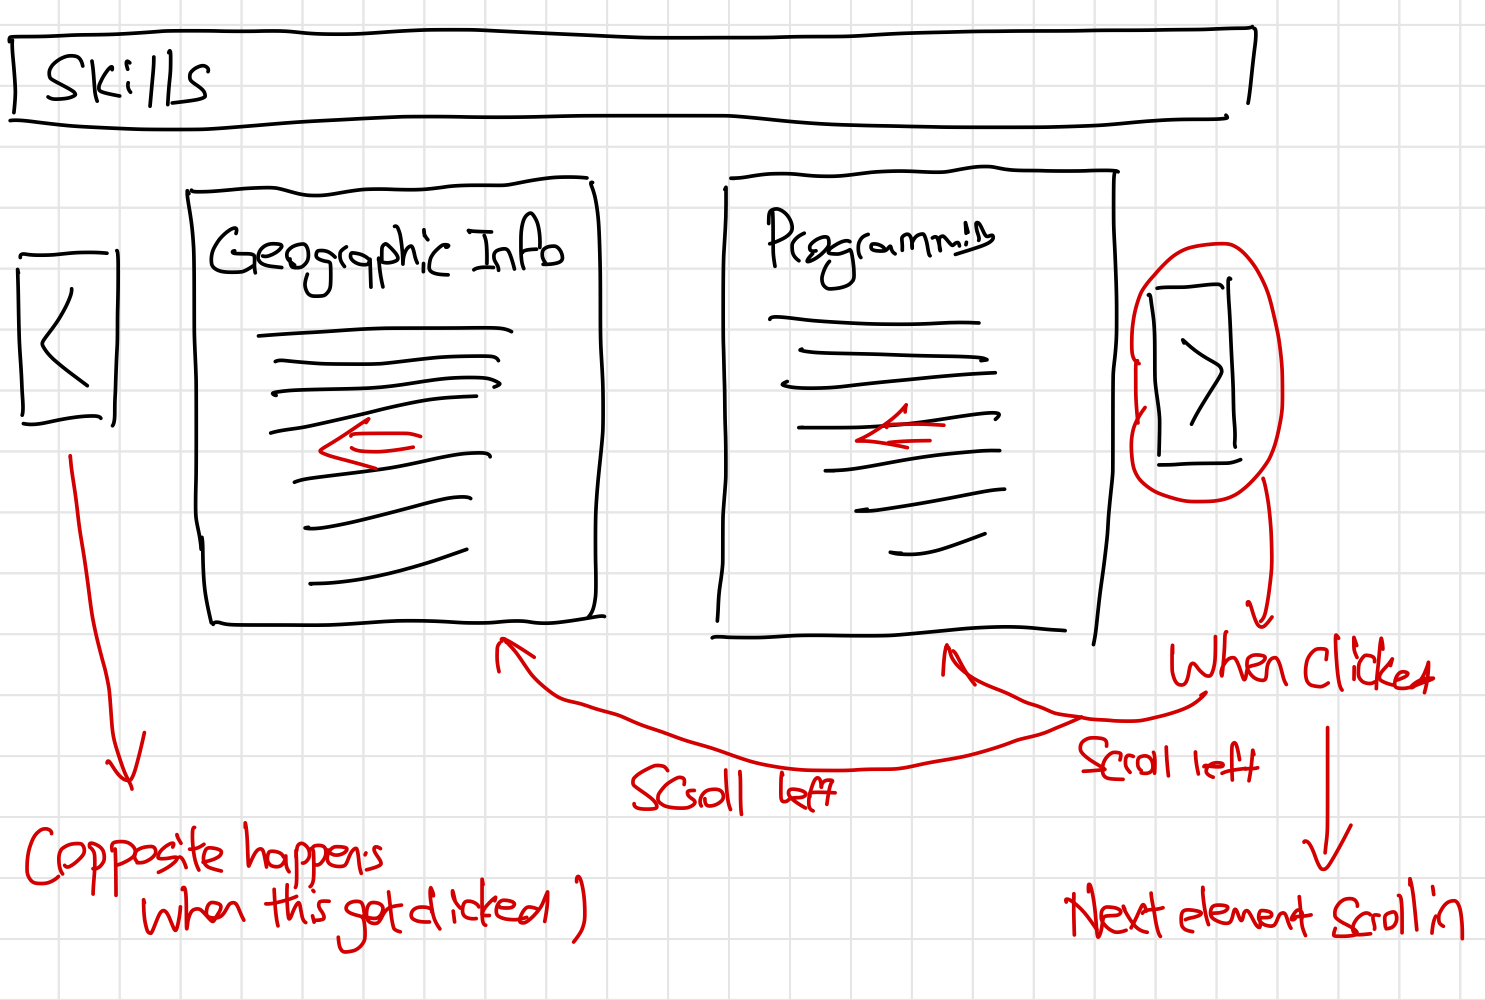 Skills
Geographic Info
Programmin
<
>
When clicked
Scroll left
Scroll left
(opposite happens
when this got clicked)
Next element scroll in